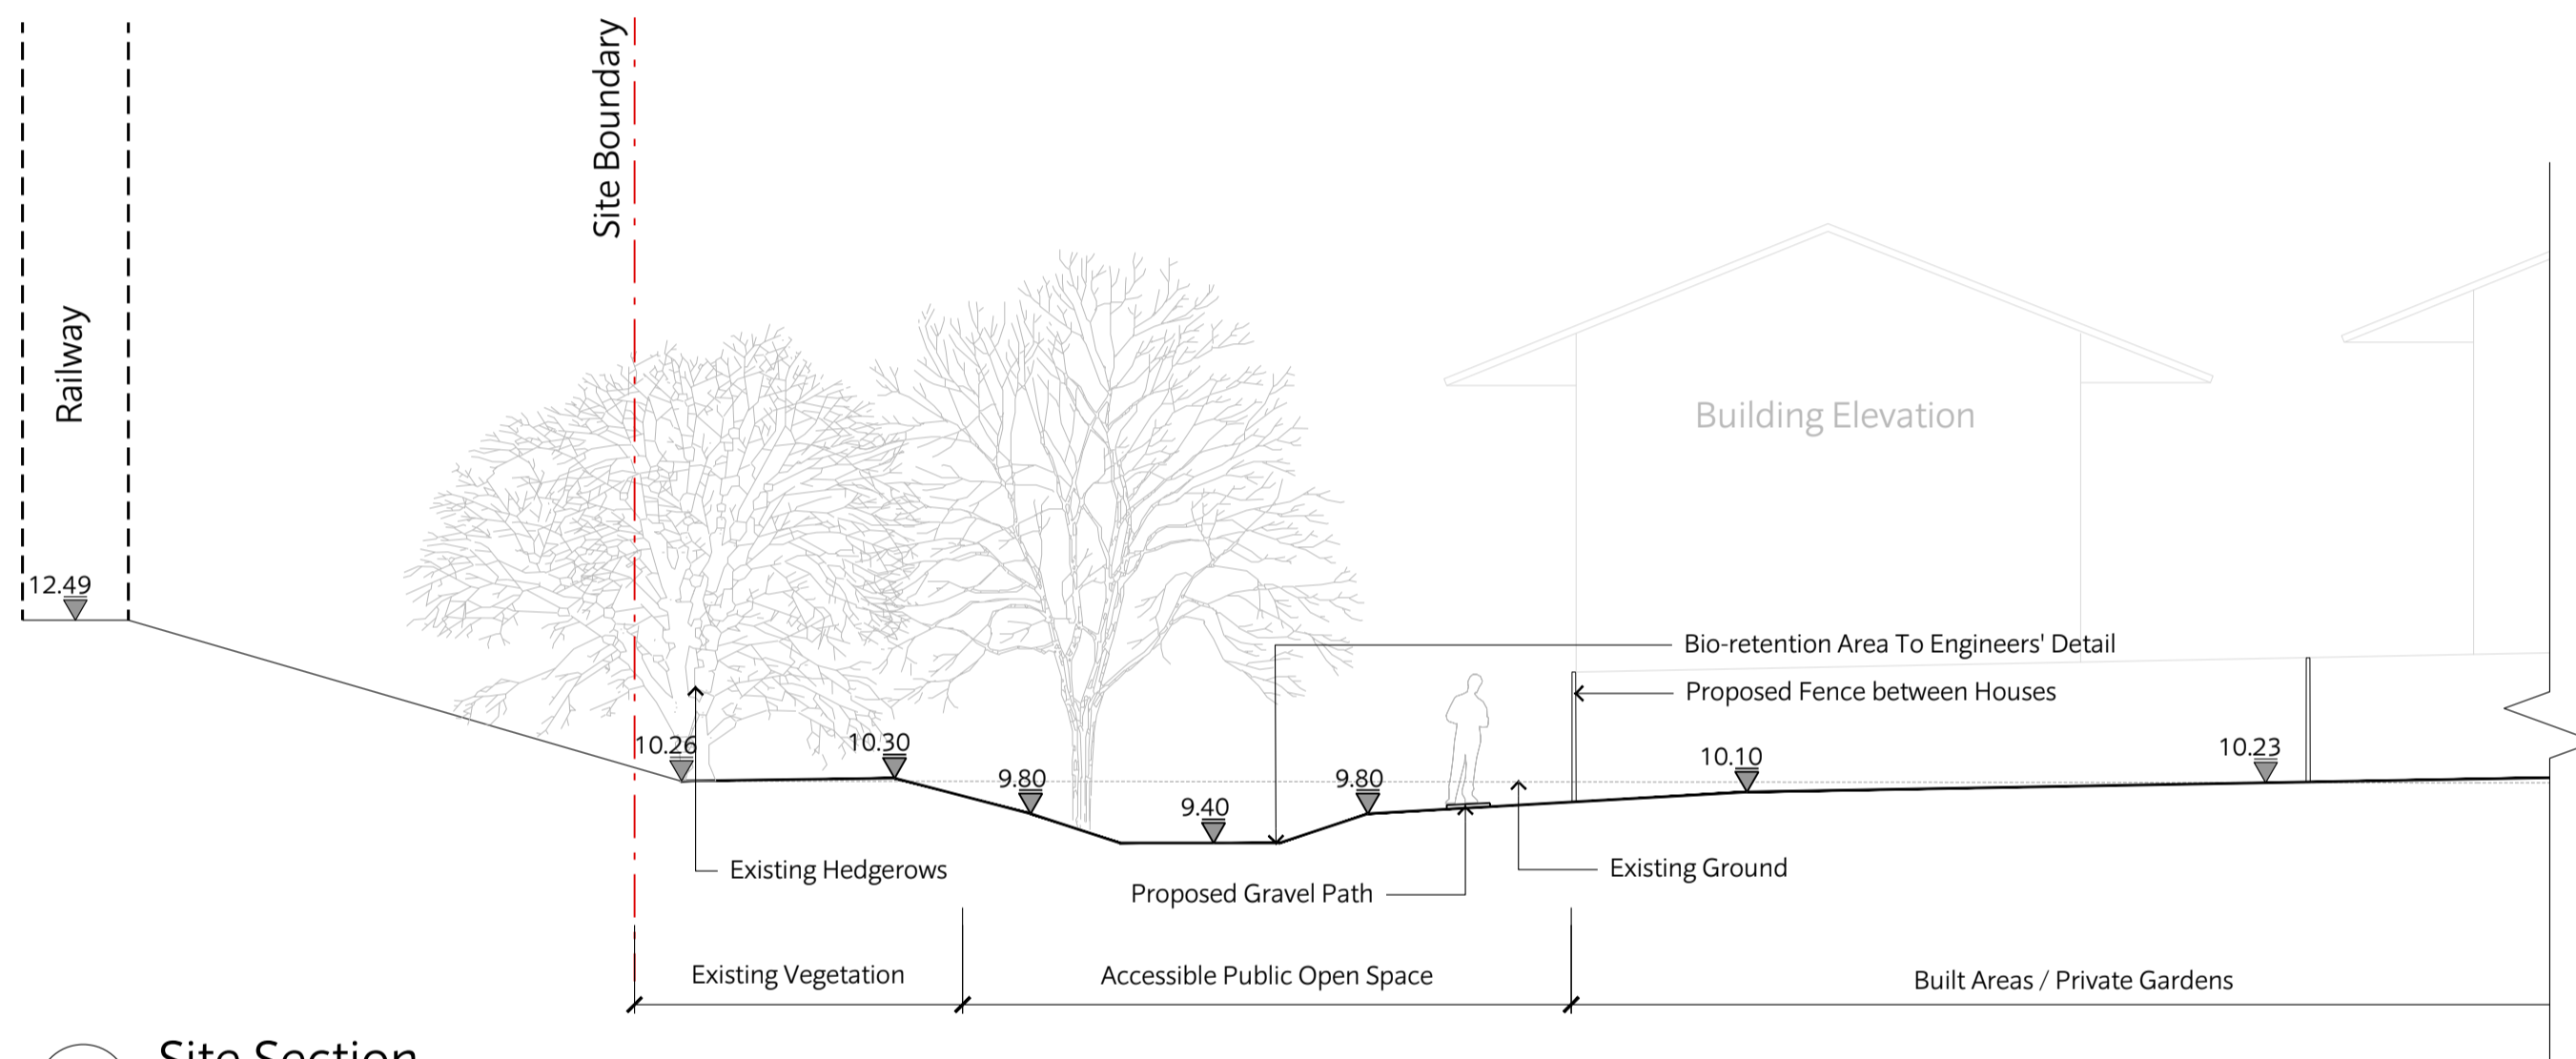 Site Boundary
Railway
Building Elevation
12.49
Bio-retention Area To Engineers' Detail
Proposed Fence between Houses
10.26
10.30
9.80
9.40
9.80
10.10
10.23
Existing Hedgerows
Proposed Gravel Path
Existing Ground
Existing Vegetation
Accessible Public Open Space
Built Areas / Private Gardens
Site Section